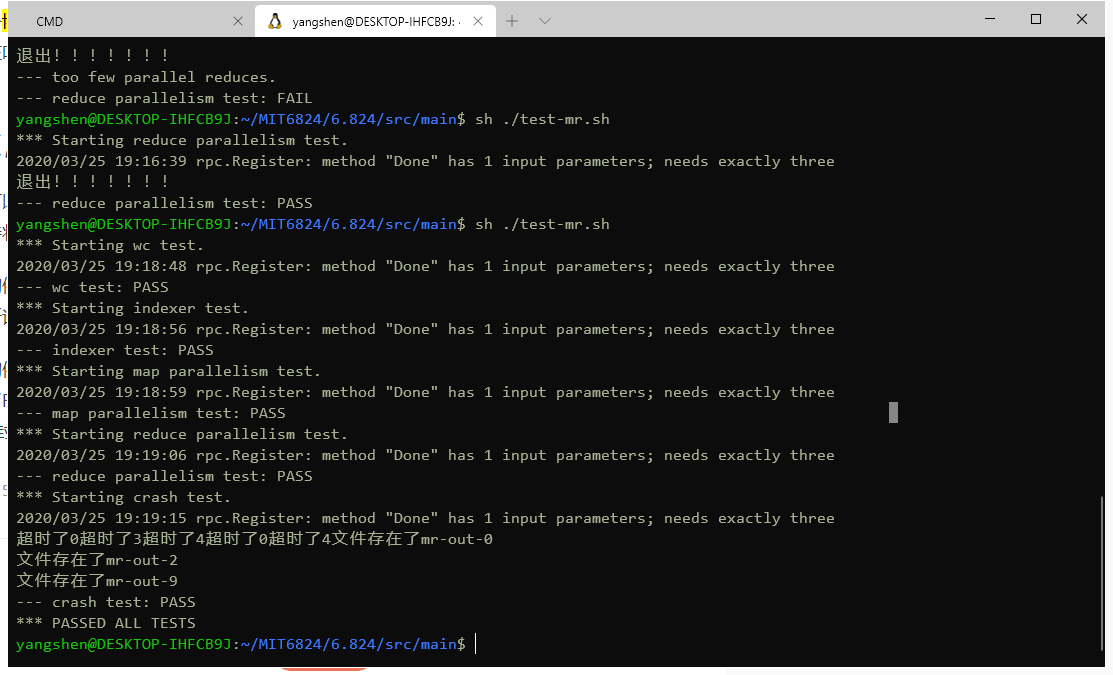 CMD
yangshen@DESKTOP-IHFCB9J:
退出!!!!!!!
--- too few parallel reduces.
--- reduce parallelism test: FAIL
yangshen@DESKTOP-IHFCB9J:~/MIT6824/6.824/src/main$ sh ./test-mr.sh
*** Starting reduce parallelism test.
2020/03/25 19:16:39 rpc.Register: method "Done" has 1 input parameters; needs exactly three
退出!!!!!!!
--- reduce parallelism test: PASS
yangshen@DESKTOP-IHFCB9J:~/MIT6824/6.824/src/main$ sh ./test-mr.sh
*** Starting wc test.
2020/03/25 19:18:48 rpc.Register: method "Done" has 1 input parameters; needs exactly three
--- wc test: PASS
*** Starting indexer test.
2020/03/25 19:18:56 rpc.Register: method "Done" has 1 input parameters; needs exactly three
--- indexer test: PASS
*** Starting map parallelism test.
2020/03/25 19:18:59 rpc.Register: method "Done" has 1 input parameters; needs exactly three
--- map parallelism test: PASS
*** Starting reduce parallelism test.
2020/03/25 19:19:06 rpc.Register: method "Done" has 1 input parameters; needs exactly three
--- reduce parallelism test: PASS
*** Starting crash test.
2020/03/25 19:19:15 rpc.Register: method "Done" has 1 input parameters; needs exactly three
超时了0超时了3超时了4超时了0超时了4文件存在了mr-out-0
文件存在了mr-out-2
文件存在了mr-out-9
--- crash test: PASS
*** PASSED ALL TESTS
yangshen@DESKTOP-IHFCB9J:~/MIT6824/6.824/src/main$